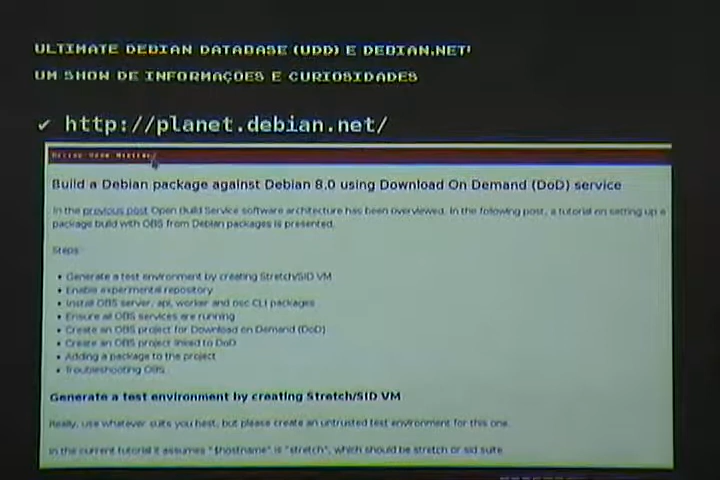 ULTIMATE DEBIAN DATABASE (UDD) E DEBIAN.NET'
UM SHOW DE INFORMAÇÕES E CURIOSIDADES
✔ http://planet.debian.net/
Build a Debian package against Debian 8.0 using Download On Demand (DoD) service
In the previous post Open Build Service software architecture has been overviewed. In the following post, a tutorial on setting up a
package build with OBS from Debian packages is presented.
Steps:
• Generate a test environment by creating Stretch/SID VM
• Enable experimental repository
• Install OBS server, api, worker and osc CLI packages
• Ensure all OBS services are running
• Create an OBS project for Download on Demand (DoD)
• Create an OBS project linked to DoD
• Adding a package to the project
• Troubleshooting OBS
Generate a test environment by creating Stretch/SID VM
Really, use whatever suits you best, but please create an untrusted test environment for this one.
In the current tutorial it assumes "$hostname" is "stretch", which should be stretch or sid suite.